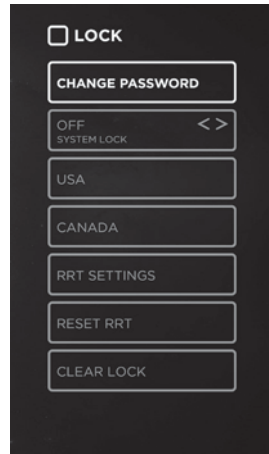 LOCK
CHANGE PASSWORD
OFF
SYSTEM LOCK
USA
CANADA
RRT SETTINGS
RESET RRT
CLEAR LOCK